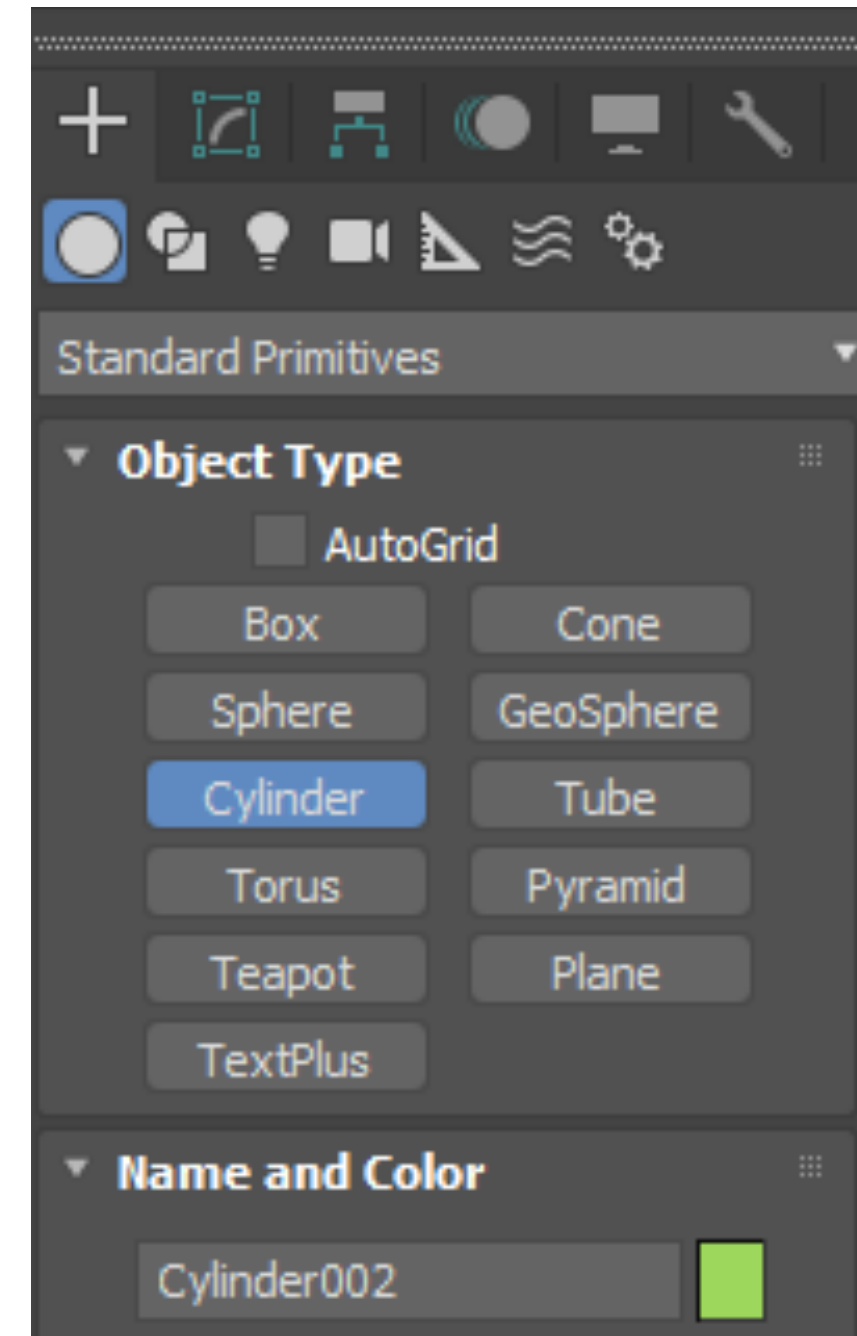 Standard Primitives
Object Type
AutoGrid
Box Cone
Sphere GeoSphere
Cylinder Tube
Torus Pyramid
Teapot Plane
TextPlus
Name and Color
Cylinder002